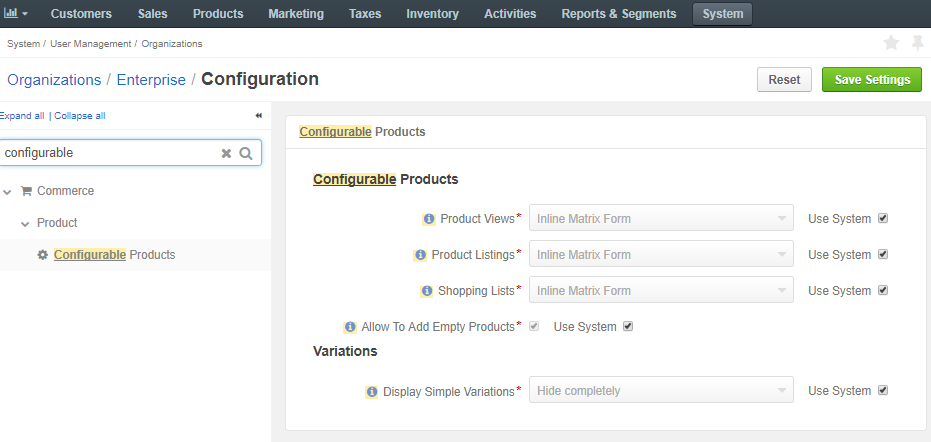 Customers Sales Products Marketing Taxes Inventory Activities Reports & Segments System
System / User Management / Organizations
Organizations / Enterprise / Configuration Reset Save Settings
Expand all | Collapse all
configurable
Commerce
Product
Configurable Products
Configurable Products
Configurable Products
Product Views* Inline Matrix Form Use System
Product Listings* Inline Matrix Form Use System
Shopping Lists* Inline Matrix Form Use System
Allow To Add Empty Products* Use System
Variations
Display Simple Variations* Hide completely Use System